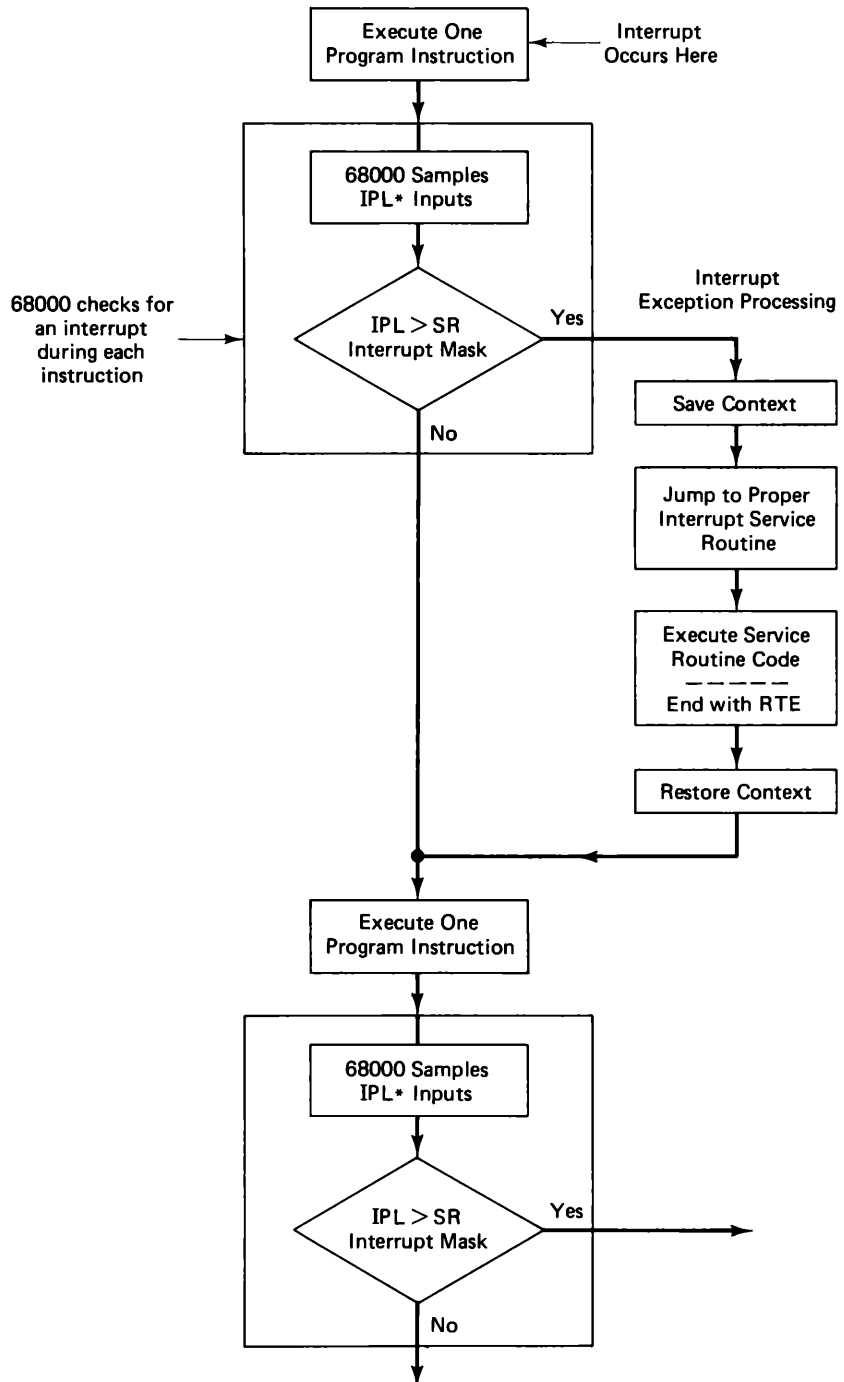 Execute One
Program Instruction
Interrupt
Occurs Here
68000 Samples
IPL* Inputs
68000 checks for
an interrupt
during each
instruction
IPL > SR
Interrupt Mask
Yes
No
Interrupt
Exception Processing
Save Context
Jump to Proper
Interrupt Service
Routine
Execute Service
Routine Code
— — — — —
End with RTE
Restore Context
Execute One
Program Instruction
68000 Samples
IPL* Inputs
IPL > SR
Interrupt Mask
Yes
No